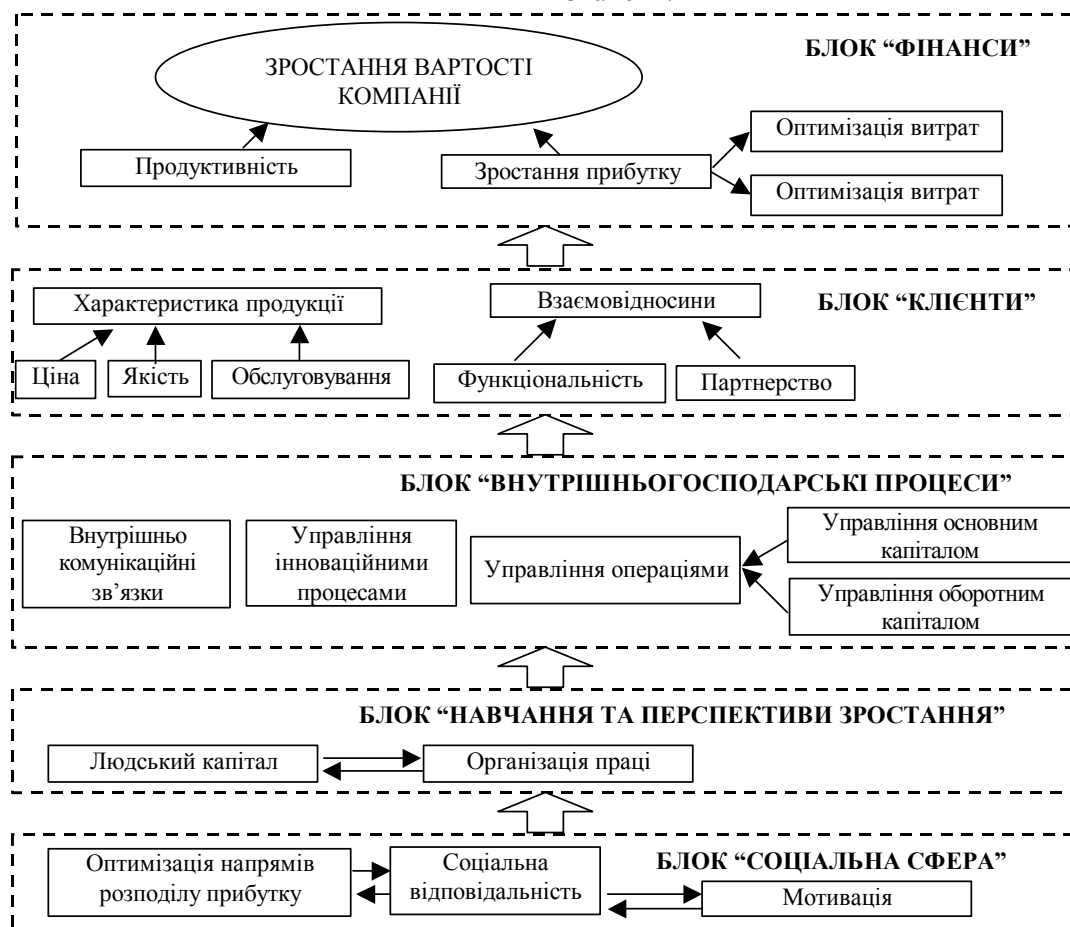 БЛОК “ФІНАНСИ”
ЗРОСТАННЯ ВАРТОСТІ
КОМПАНІЇ
Оптимізація витрат
Продуктивність
Зростання прибутку
Оптимізація витрат
Характеристика продукції
Взаємовідносини
БЛОК “КЛІЄНТИ”
Ціна
Якість
Обслуговування
Функціональність
Партнерство
БЛОК “ВНУТРІШНЬОГОСПОДАРСЬКІ ПРОЦЕСИ”
Внутрішньо
комунікаційні
зв’язки
Управління
інноваційними
процесами
Управління операціями
Управління основним
капіталом
Управління оборотним
капіталом
БЛОК “НАВЧАННЯ ТА ПЕРСПЕКТИВИ ЗРОСТАННЯ”
Людський капітал
Організація праці
БЛОК “СОЦІАЛЬНА СФЕРА”
Оптимізація напрямів
розподілу прибутку
Соціальна
відповідальність
Мотивація